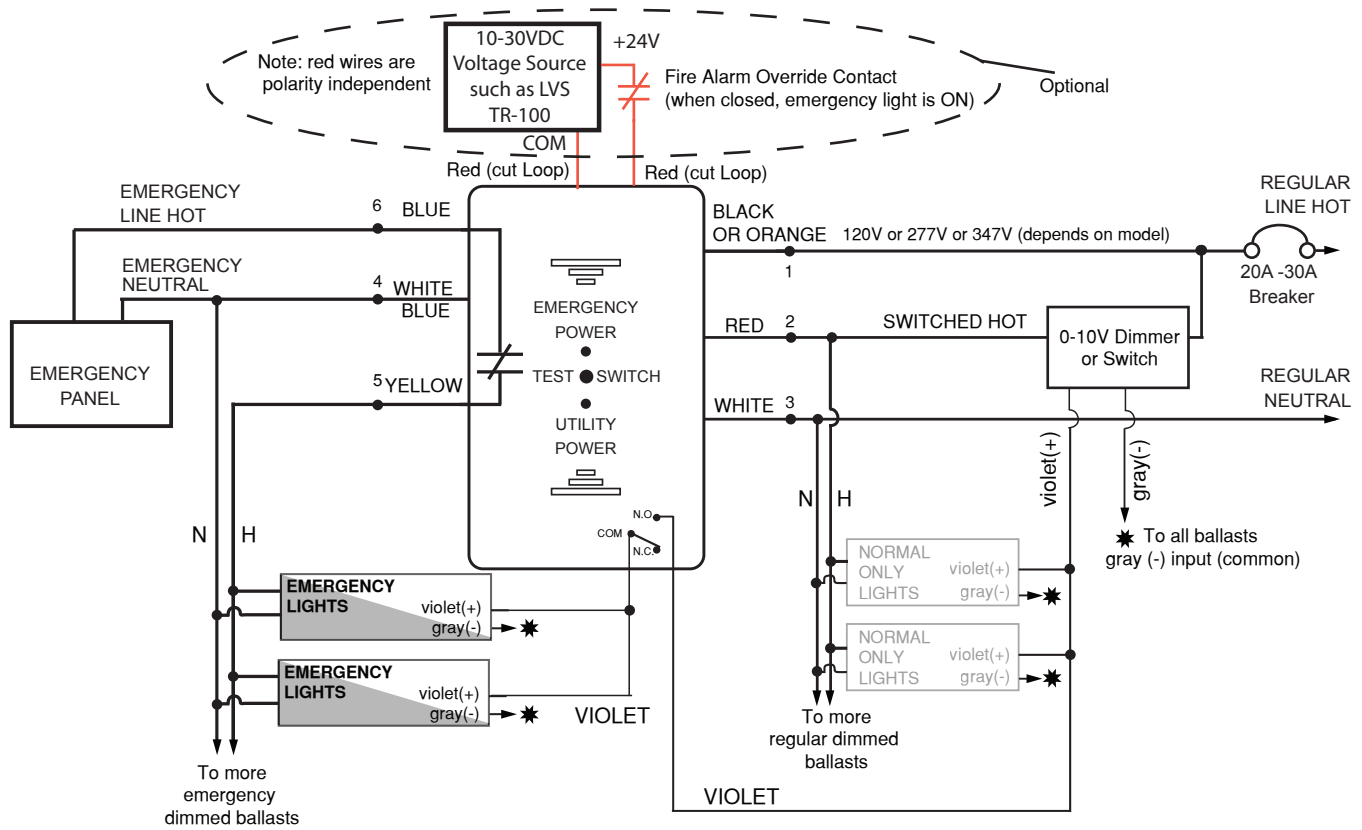 Note: red wires are
polarity independent
10-30VDC
Voltage Source
such as LVS
TR-100
+24V
COM
Fire Alarm Override Contact
(when closed, emergency light is ON)
Optional
Red (cut Loop)
Red (cut Loop)
EMERGENCY
LINE HOT
6
BLUE
EMERGENCY
NEUTRAL
4
WHITE
BLUE
EMERGENCY
PANEL
5
YELLOW
EMERGENCY
POWER
TEST SWITCH
UTILITY
POWER
N.O
COM
N.C.
BLACK
OR ORANGE
120V or 277V or 347V (depends on model)
1
REGULAR
LINE HOT
20A -30A
Breaker
RED
2
SWITCHED HOT
0-10V Dimmer
or Switch
WHITE
3
REGULAR
NEUTRAL
violet(+)
gray(-)
To all ballasts
gray (-) input (common)
N
H
N
H
EMERGENCY
LIGHTS
violet(+)
gray(-)
EMERGENCY
LIGHTS
violet(+)
gray(-)
VIOLET
To more
emergency
dimmed ballasts
NORMAL
ONLY
LIGHTS
violet(+)
gray(-)
NORMAL
ONLY
LIGHTS
violet(+)
gray(-)
To more
regular dimmed
ballasts
VIOLET